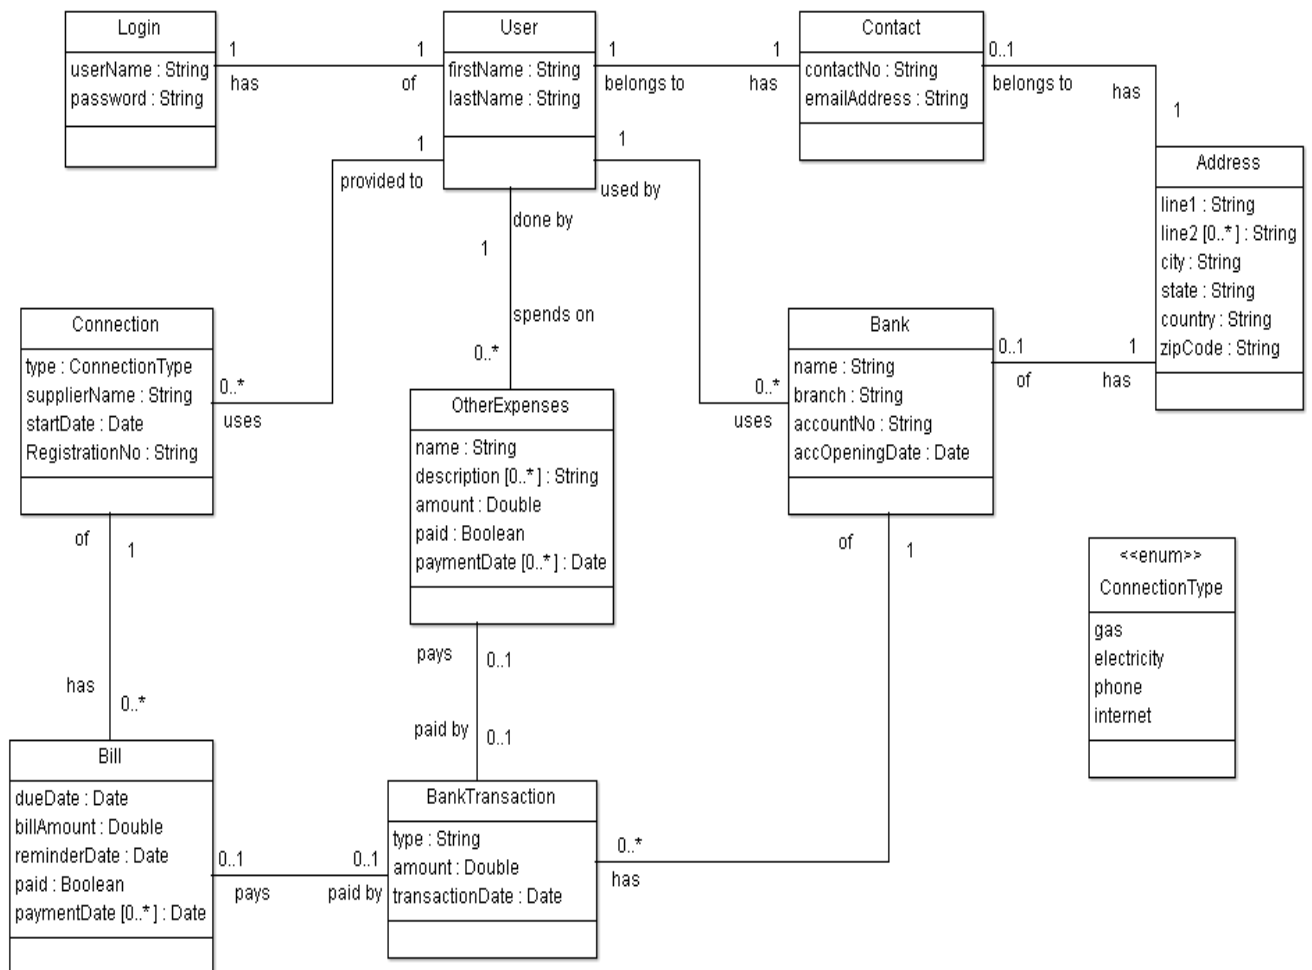 Login
userName : String
password : String
1
has
1
of
User
firstName : String
lastName : String
1
belongs to
1
has
Contact
contactNo : String
emailAddress : String
0..1
belongs to
has
1
Address
line1 : String
line2 [0..*] : String
city : String
state : String
country : String
zipCode : String
1
provided to
done by
1
1
used by
spends on
0..*
Connection
type : ConnectionType
supplierName : String
startDate : Date
RegistrationNo : String
0..*
uses
OtherExpenses
name : String
description [0..*] : String
amount : Double
paid : Boolean
paymentDate [0..*] : Date
0..*
uses
Bank
name : String
branch : String
accountNo : String
accOpeningDate : Date
0..1
of
1
has
of
1
has
0..*
pays
0..1
paid by
0..1
of
1
<<enum>>
ConnectionType
gas
electricity
phone
internet
Bill
dueDate : Date
billAmount : Double
reminderDate : Date
paid : Boolean
paymentDate [0..*] : Date
0..1
pays
0..1
paid by
BankTransaction
type : String
amount : Double
transactionDate : Date
0..*
has